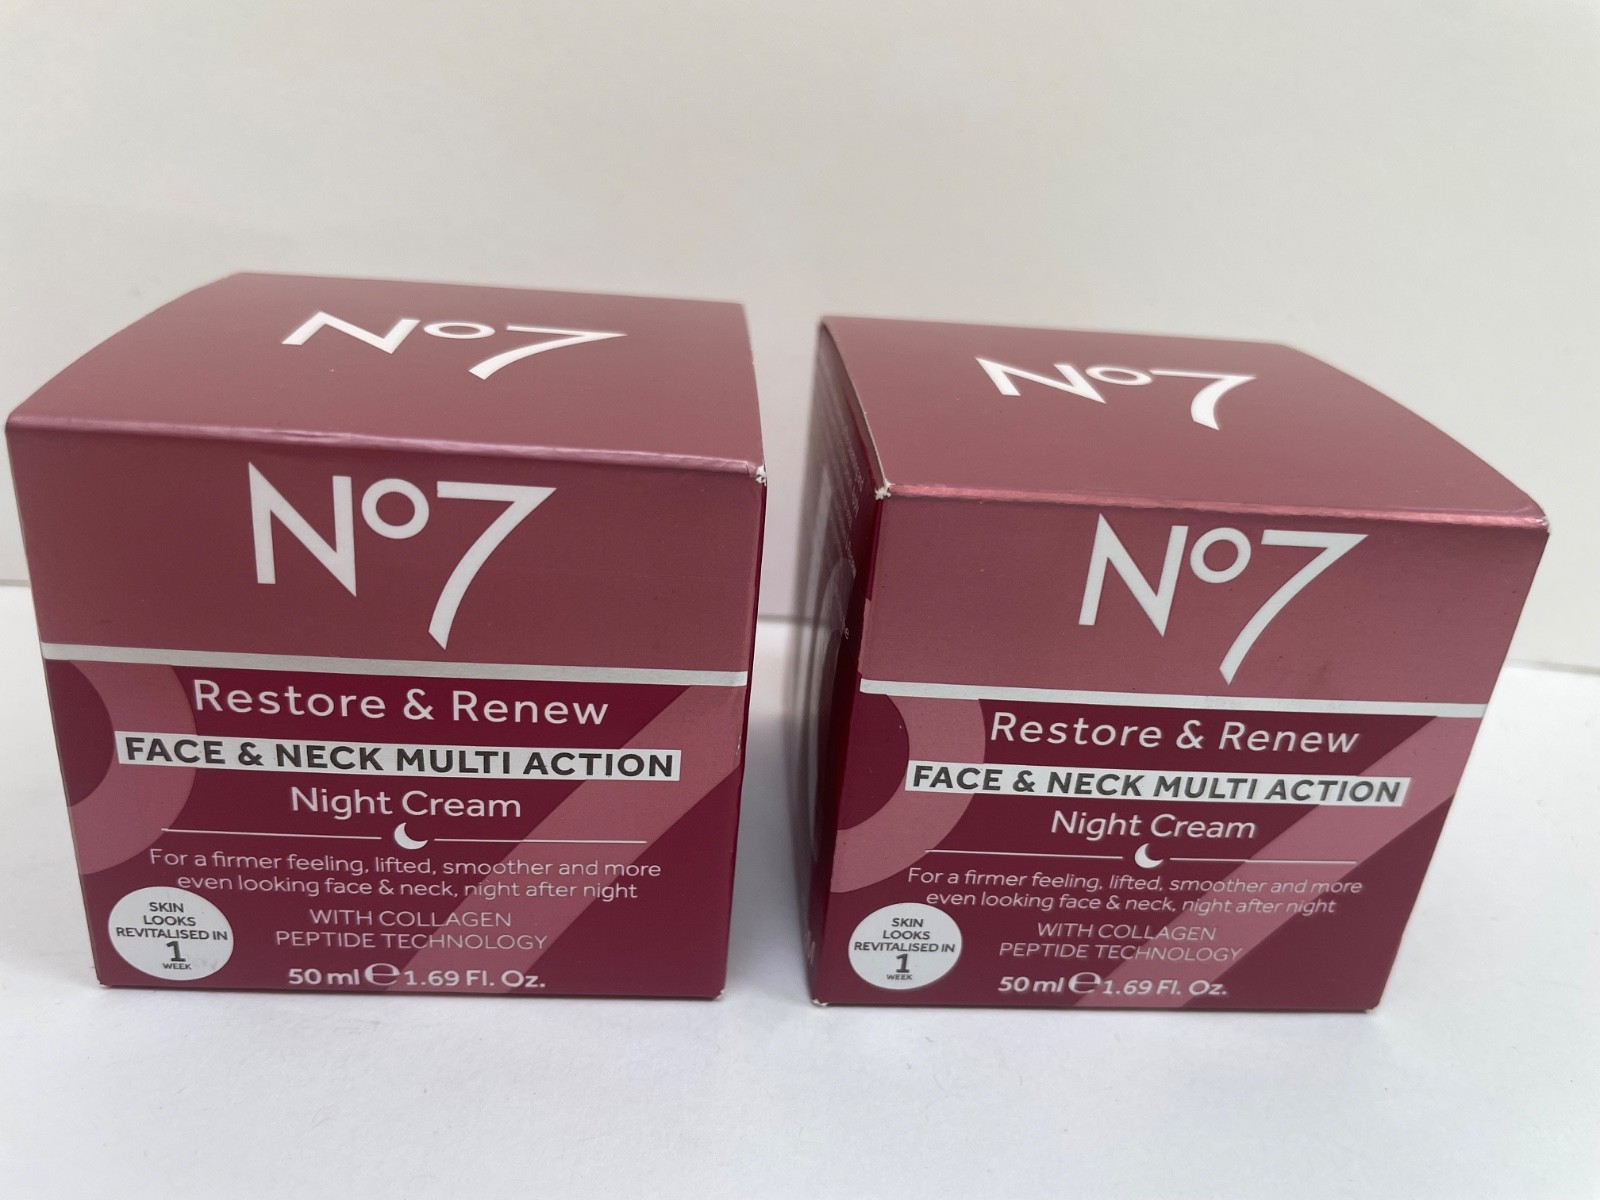 Nº7
Nº7
Restore & Renew
FACE & NECK MULTI ACTION
Night Cream
For a firmer feeling, lifted, smoother and more
even looking face & neck, night after night
SKIN
LOOKS
REVITALISED IN
1
WEEK
WITH COLLAGEN
PEPTIDE TECHNOLOGY
50 ml ℮ 1.69 Fl. Oz.
Nº7
Nº7
Restore & Renew
FACE & NECK MULTI ACTION
Night Cream
For a firmer feeling, lifted, smoother and more
even looking face & neck, night after night
SKIN
LOOKS
REVITALISED IN
1
WEEK
WITH COLLAGEN
PEPTIDE TECHNOLOGY
50 ml ℮ 1.69 Fl. Oz.